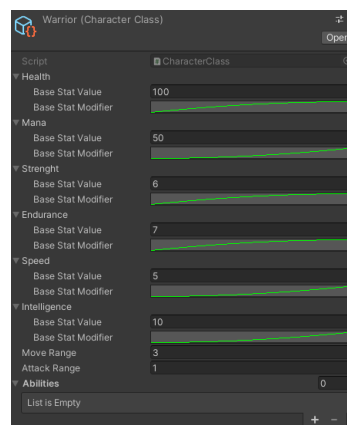 Warrior (Character Class)
Open
Script CharacterClass
Health
Base Stat Value 100
Base Stat Modifier
Mana
Base Stat Value 50
Base Stat Modifier
Strenght
Base Stat Value 6
Base Stat Modifier
Endurance
Base Stat Value 7
Base Stat Modifier
Speed
Base Stat Value 5
Base Stat Modifier
Intelligence
Base Stat Value 10
Base Stat Modifier
Move Range 3
Attack Range 1
Abilities 0
List is Empty
+ −